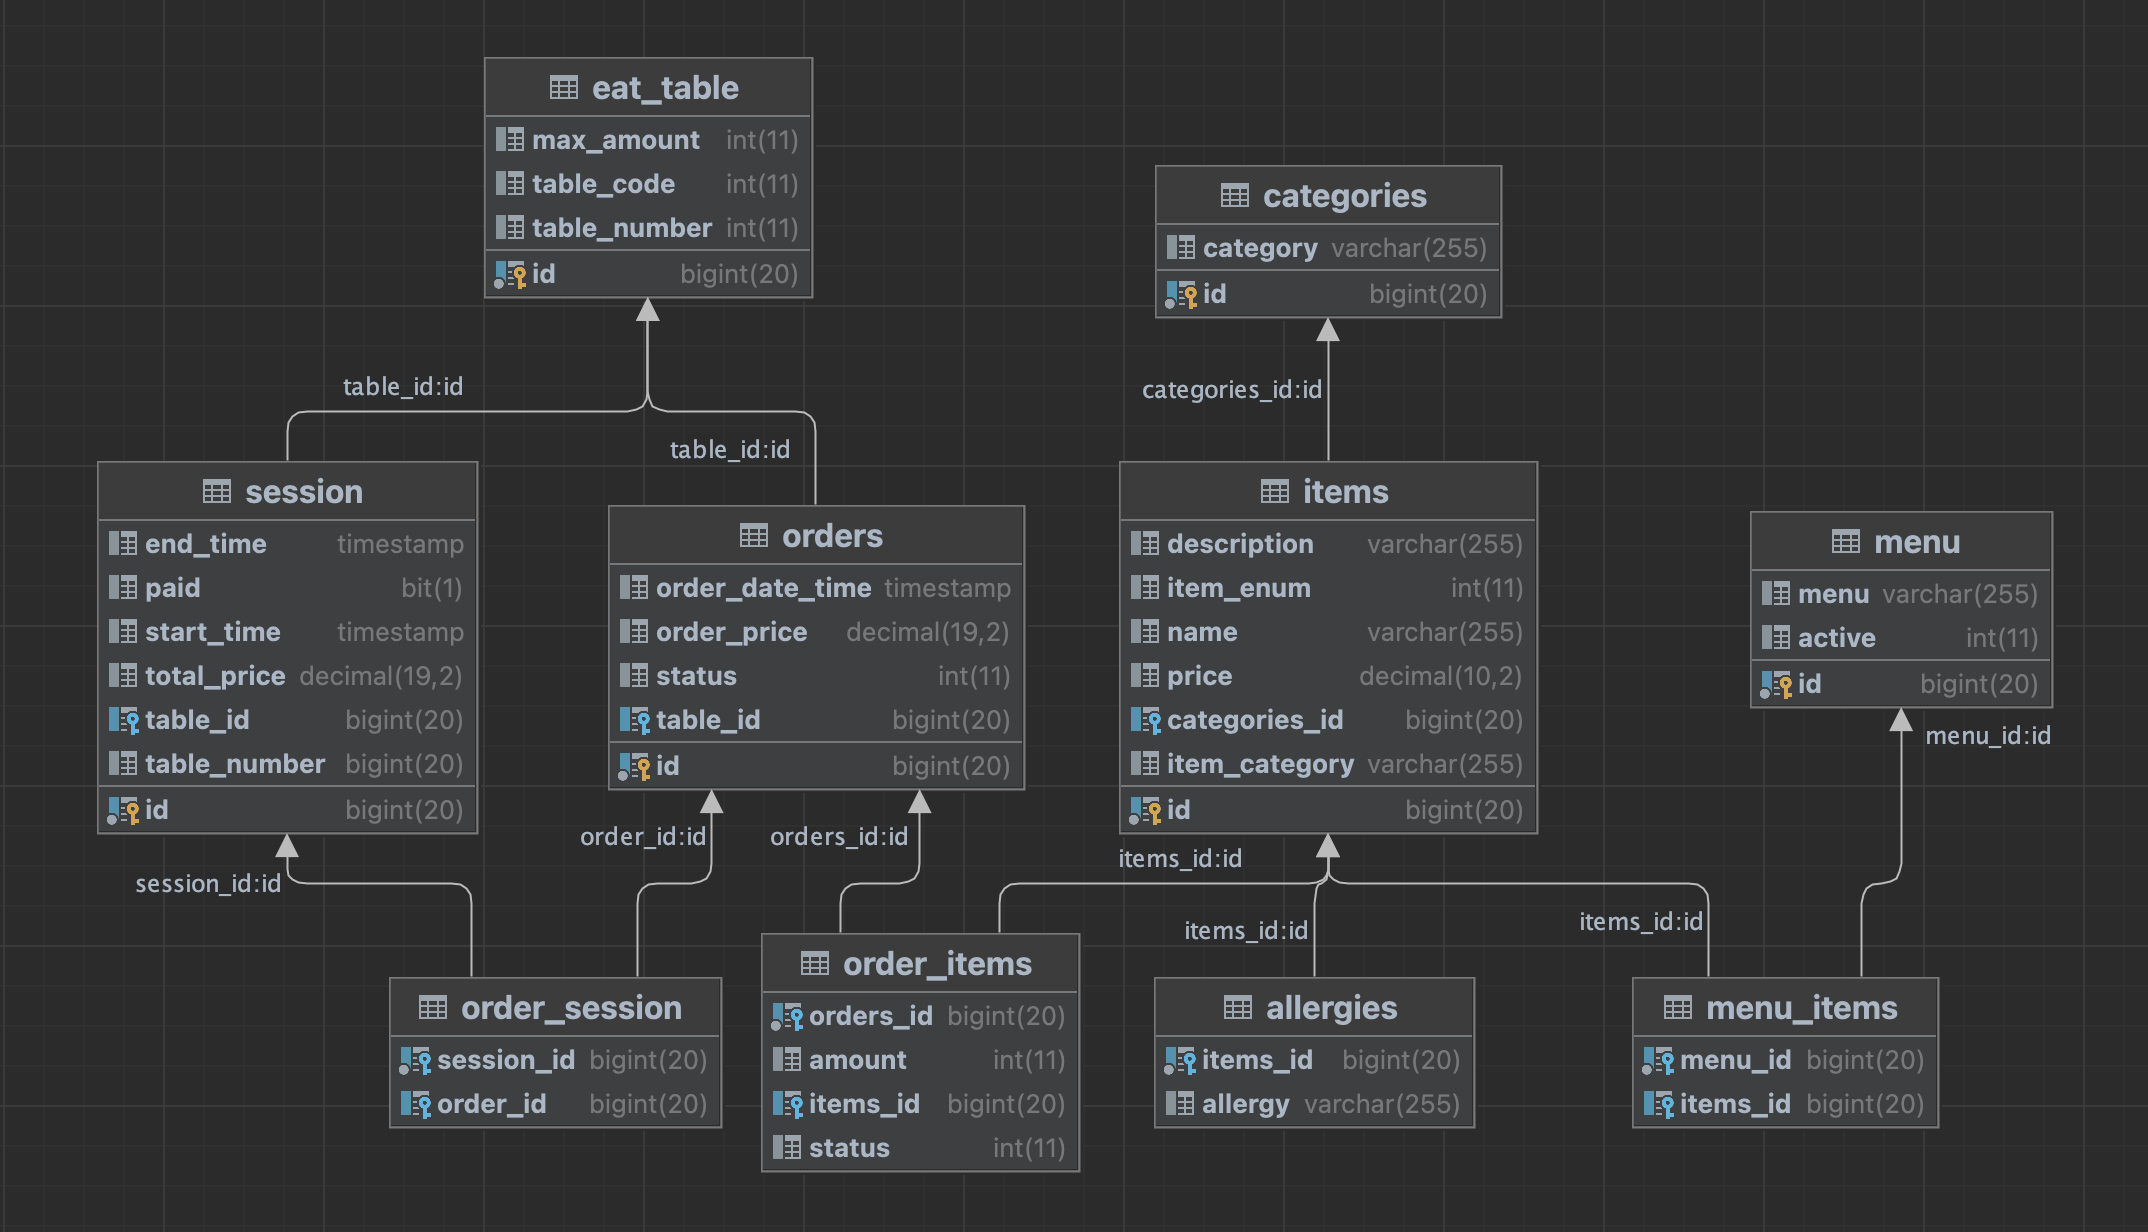 eat_table
max_amount int(11)
table_code int(11)
table_number int(11)
id bigint(20)
categories
category varchar(255)
id bigint(20)
table_id:id
table_id:id
categories_id:id
session
end_time timestamp
paid bit(1)
start_time timestamp
total_price decimal(19,2)
table_id bigint(20)
table_number bigint(20)
id bigint(20)
orders
order_date_time timestamp
order_price decimal(19,2)
status int(11)
table_id bigint(20)
id bigint(20)
items
description varchar(255)
item_enum int(11)
name varchar(255)
price decimal(10,2)
categories_id bigint(20)
item_category varchar(255)
id bigint(20)
menu
menu varchar(255)
active int(11)
id bigint(20)
menu_id:id
session_id:id
order_id:id
orders_id:id
items_id:id
items_id:id
items_id:id
order_session
session_id bigint(20)
order_id bigint(20)
order_items
orders_id bigint(20)
amount int(11)
items_id bigint(20)
status int(11)
allergies
items_id bigint(20)
allergy varchar(255)
menu_items
menu_id bigint(20)
items_id bigint(20)